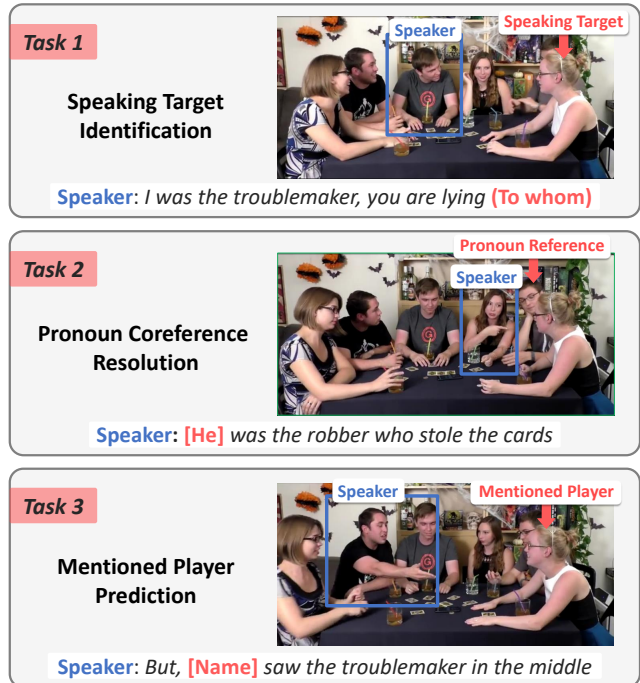 Task 1
Speaking Target
Identification
Speaker
Speaking Target
Speaker: I was the troublemaker, you are lying (To whom)
Task 2
Pronoun Coreference
Resolution
Pronoun Reference
Speaker
Speaker: [He] was the robber who stole the cards
Task 3
Mentioned Player
Prediction
Speaker
Mentioned Player
Speaker: But, [Name] saw the troublemaker in the middle